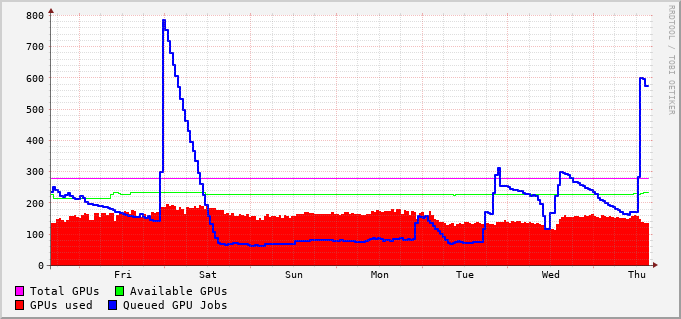 800
700
600
500
400
300
200
100
0
Fri Sat Sun Mon Tue Wed Thu
Total GPUs Available GPUs
GPUs used Queued GPU Jobs
RRDTOOL / TOBI OETIKER